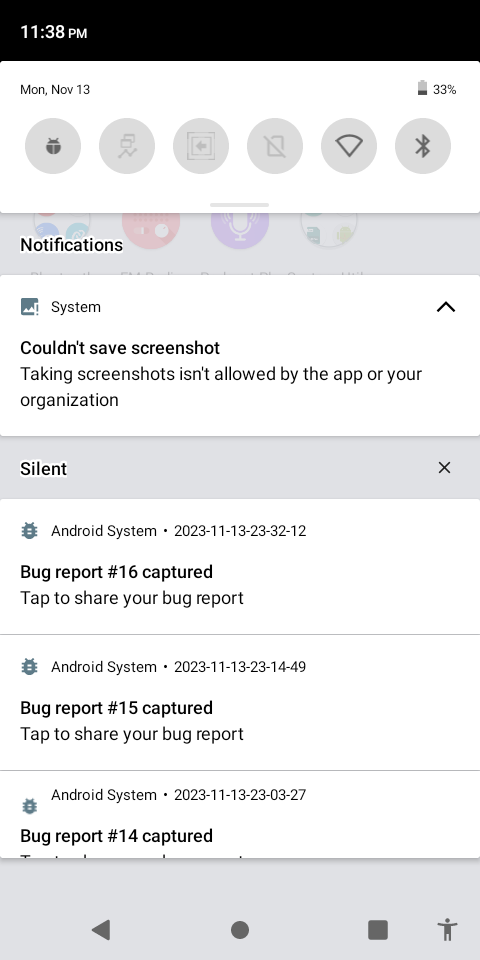 11:38 PM
Mon, Nov 13
33%
Notifications
System
Couldn't save screenshot
Taking screenshots isn't allowed by the app or your
organization
Silent
Android System • 2023-11-13-23-32-12
Bug report #16 captured
Tap to share your bug report
Android System • 2023-11-13-23-14-49
Bug report #15 captured
Tap to share your bug report
Android System • 2023-11-13-23-03-27
Bug report #14 captured